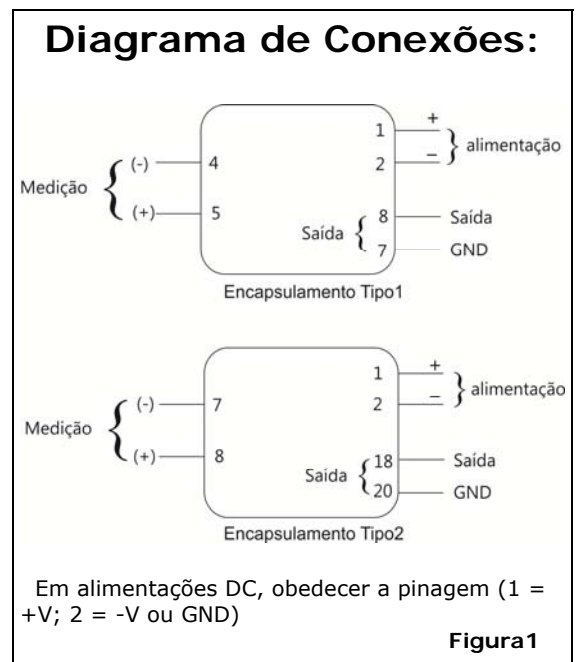 Diagrama de Conexões:
1 +
Medição (-) 4 2 – alimentação
(+) 5 Saída 8 Saída
7 GND
Encapsulamento Tipo1
1 +
Medição (-) 7 2 – alimentação
(+) 8 Saida 18 Saída
20 GND
Encapsulamento Tipo2
Em alimentações DC, obedecer a pinagem (1 =
+V; 2 = -V ou GND)
Figura1